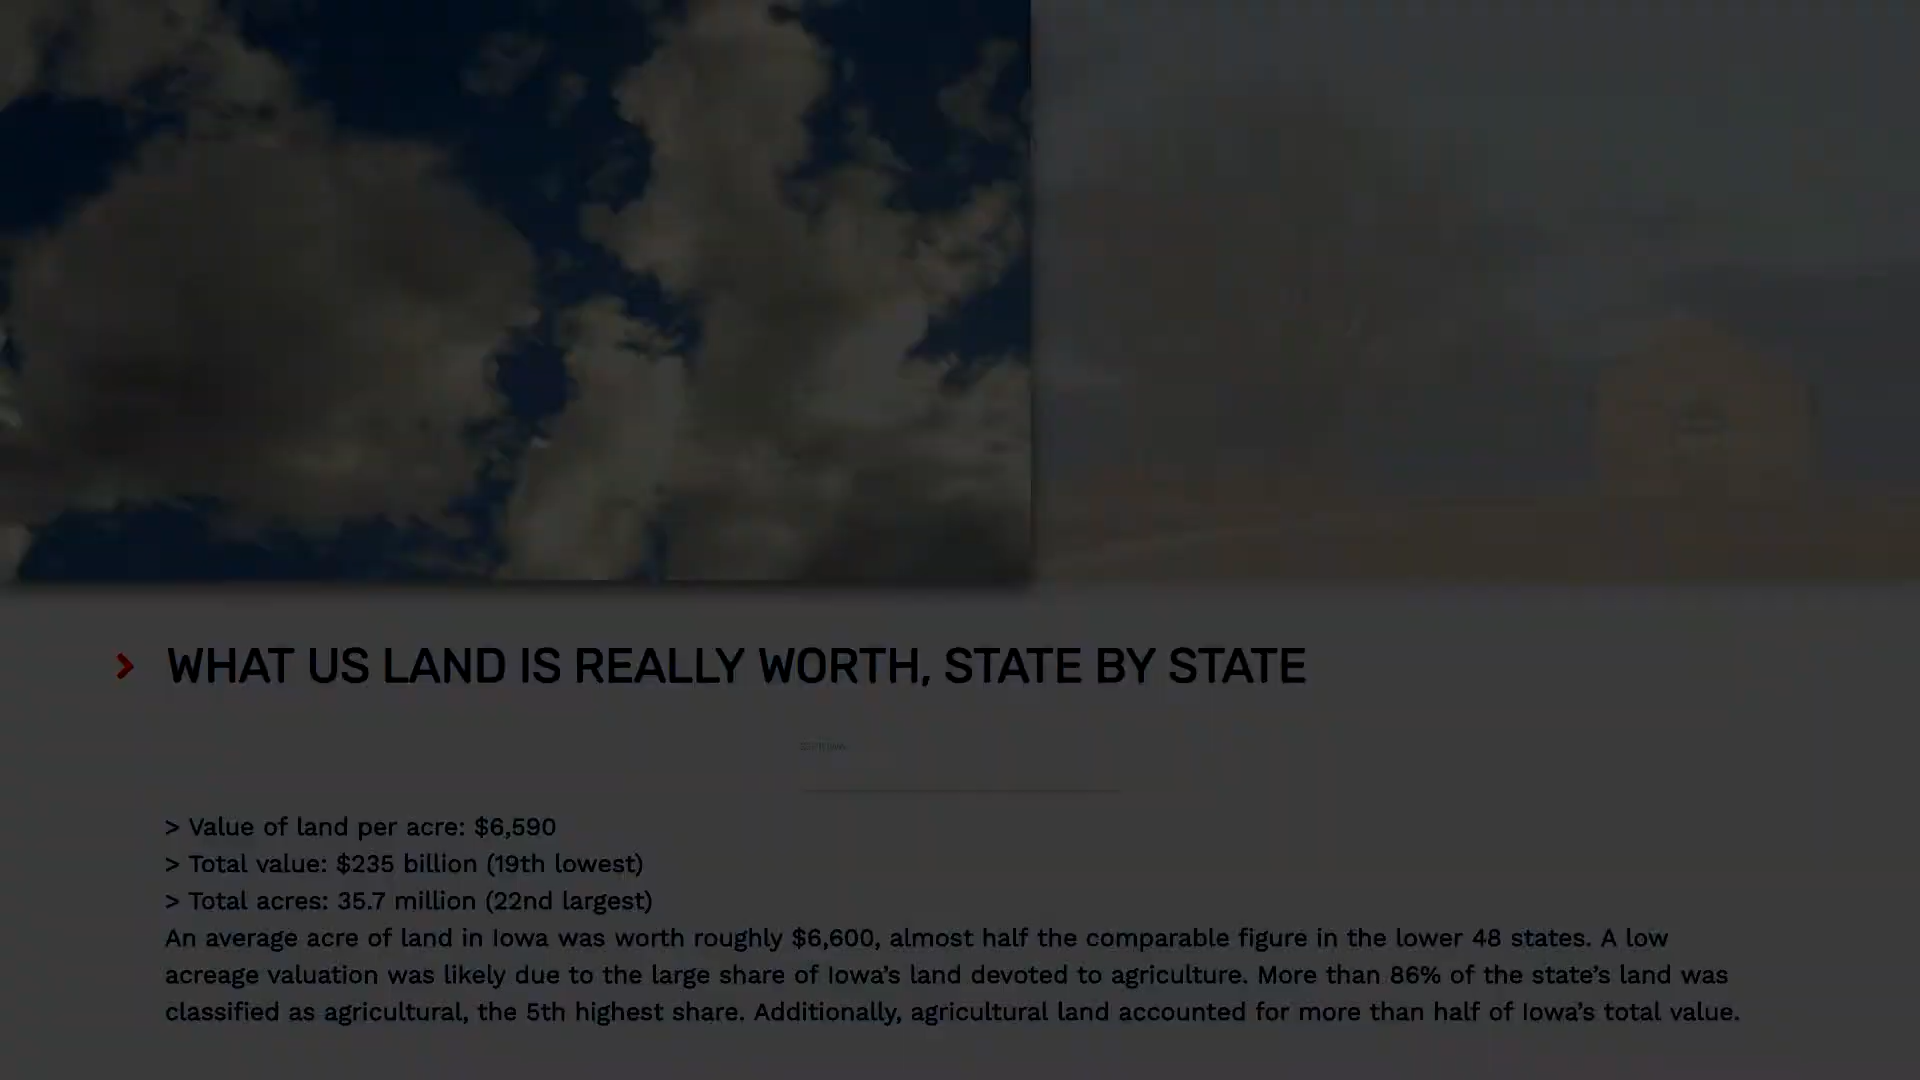 WHAT US LAND IS REALLY WORTH, STATE BY STATE
> Value of land per acre: $6,590
> Total value: $235 billion (19th lowest)
> Total acres: 35.7 million (22nd largest)
An average acre of land in Iowa was worth roughly $6,600, almost half the comparable figure in the lower 48 states. A low
acreage valuation was likely due to the large share of Iowa’s land devoted to agriculture. More than 86% of the state’s land was
classified as agricultural, the 5th highest share. Additionally, agricultural land accounted for more than half of Iowa’s total value.